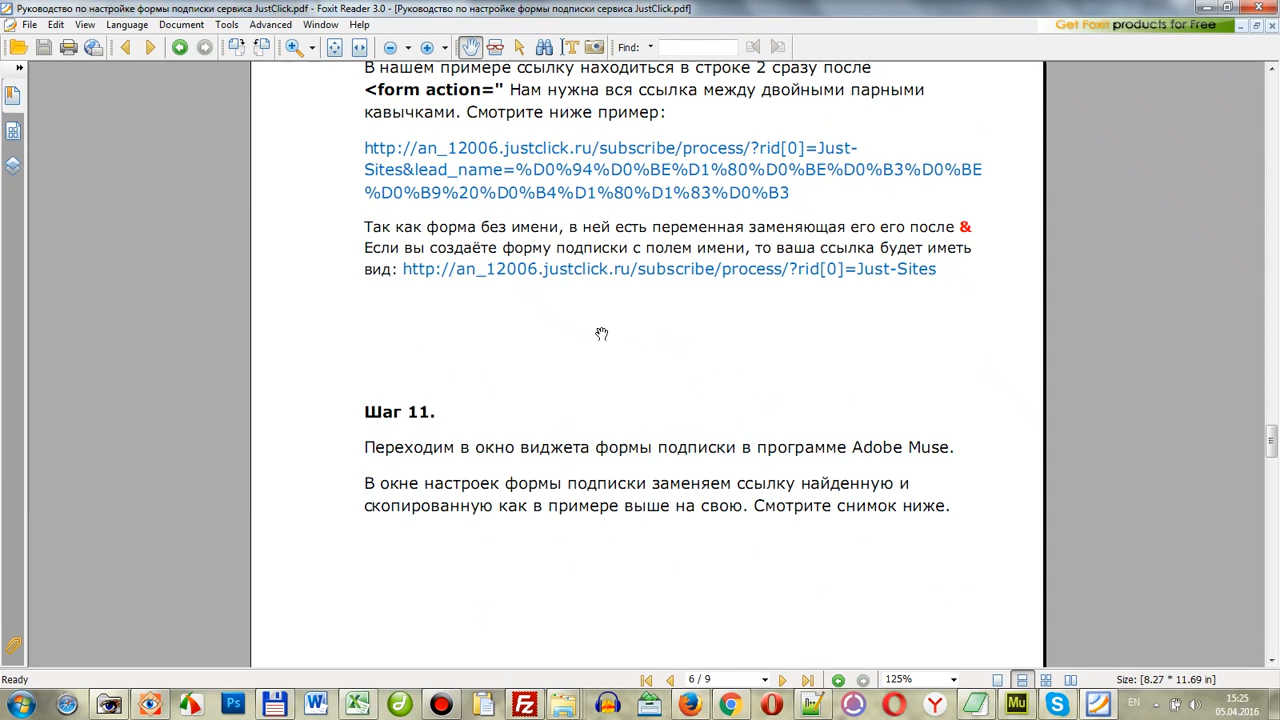 Руководство по настройке формы подписки сервиса JustClick.pdf - Foxit Reader 3.0 - [Руководство по настройке формы подписки сервиса JustClick.pdf]
File Edit View Language Document Tools Advanced Window Help
Get Foxit products for Free
Find:
В нашем примере ссылку находиться в строке 2 сразу после
<form action=" Нам нужна вся ссылка между двойными парными
кавычками. Смотрите ниже пример:
http://an_12006.justclick.ru/subscribe/process/?rid[0]=Just-
Sites&lead_name=%D0%94%D0%BE%D1%80%D0%BE%D0%B3%D0%BE
%D0%B9%20%D0%B4%D1%80%D1%83%D0%B3
Так как форма без имени, в ней есть переменная заменяющая его его после &
Если вы создаёте форму подписки с полем имени, то ваша ссылка будет иметь
вид: http://an_12006.justclick.ru/subscribe/process/?rid[0]=Just-Sites
Шаг 11.
Переходим в окно виджета формы подписки в программе Adobe Muse.
В окне настроек формы подписки заменяем ссылку найденную и
скопированную как в примере выше на свою. Смотрите снимок ниже.
Ready 6 / 9 125% Size: [8.27 * 11.69 in]
EN 15:25
05.04.2016